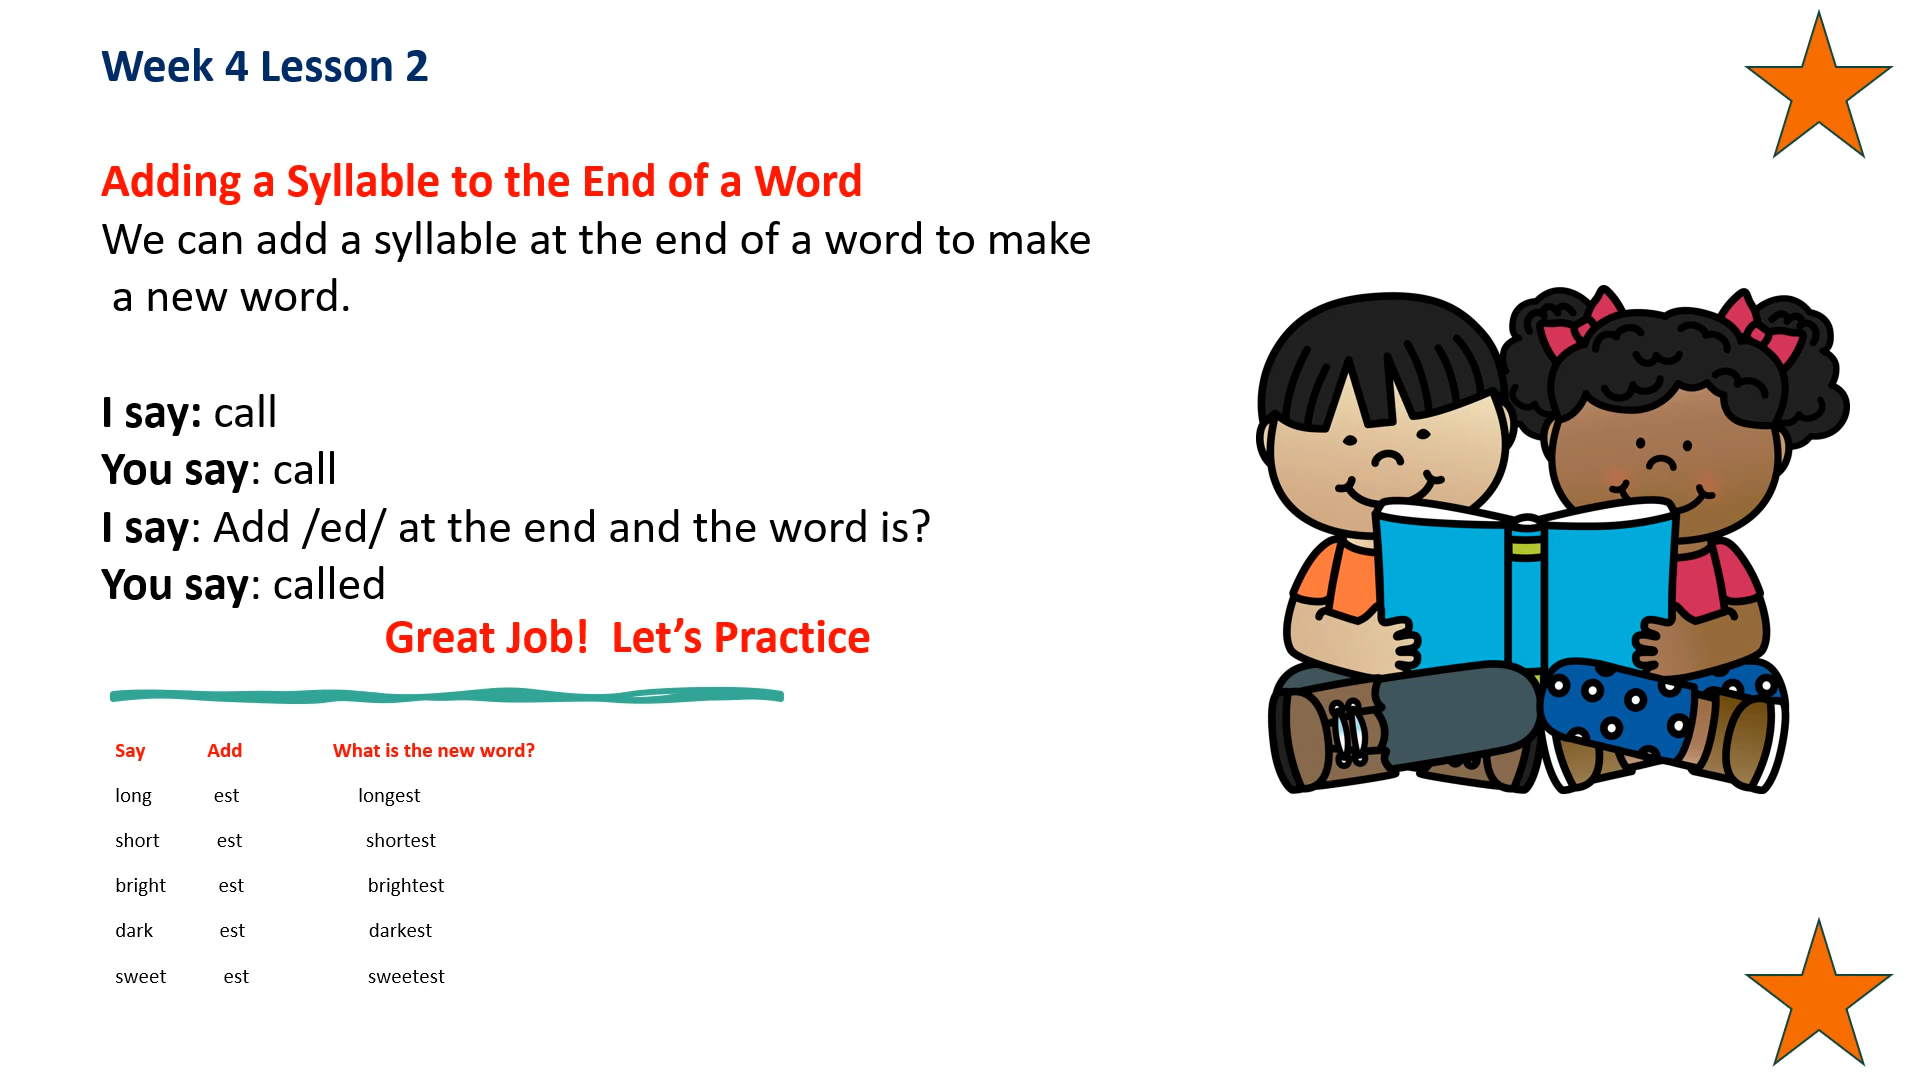 Week 4 Lesson 2
Adding a Syllable to the End of a Word
We can add a syllable at the end of a word to make
a new word.
I say: call
You say: call
I say: Add /ed/ at the end and the word is?
You say: called
Great Job! Let’s Practice
Say Add What is the new word?
long est longest
short est shortest
bright est brightest
dark est darkest
sweet est sweetest